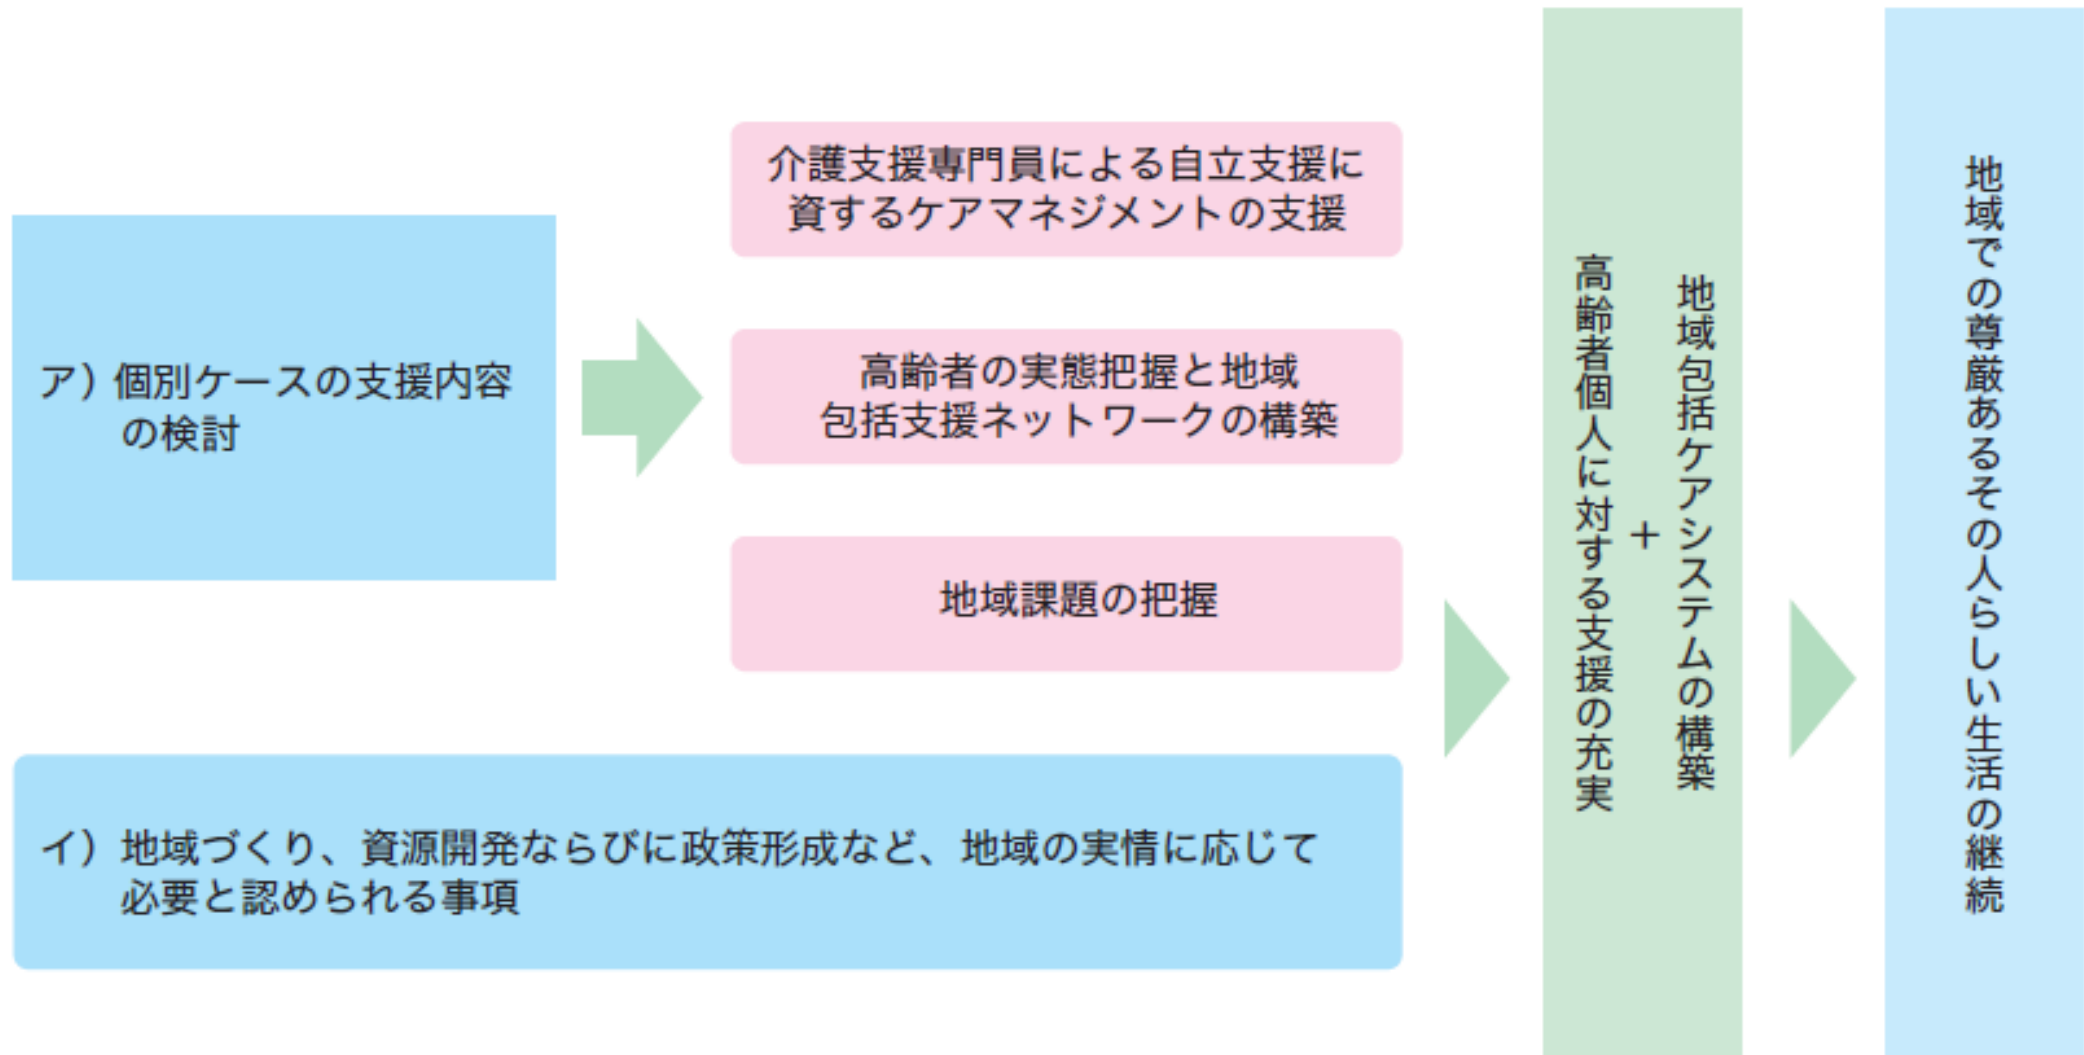 介護支援専門員による自立支援に
資するケアマネジメントの支援
ア）個別ケースの支援内容
の検討
高齢者の実態把握と地域
包括支援ネットワークの構築
地域課題の把握
イ）地域づくり、資源開発ならびに政策形成など、地域の実情に応じて
必要と認められる事項
高齢者個人に対する支援の充実
＋
地域包括ケアシステムの構築
地域での尊厳あるその人らしい生活の継続